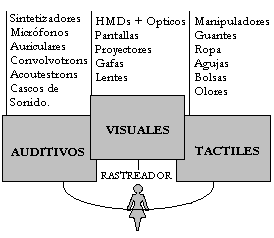 Sintetizadores
Micrófonos
Auriculares
Convolvotrons
Acoutestrons
Cascos de
Sonido.
HMDs + Opticos
Pantallas
Proyectores
Gafas
Lentes
Manipuladores
Guantes
Ropa
Agujas
Bolsas
Olores
AUDITIVOS
VISUALES
TACTILES
RASTREADOR